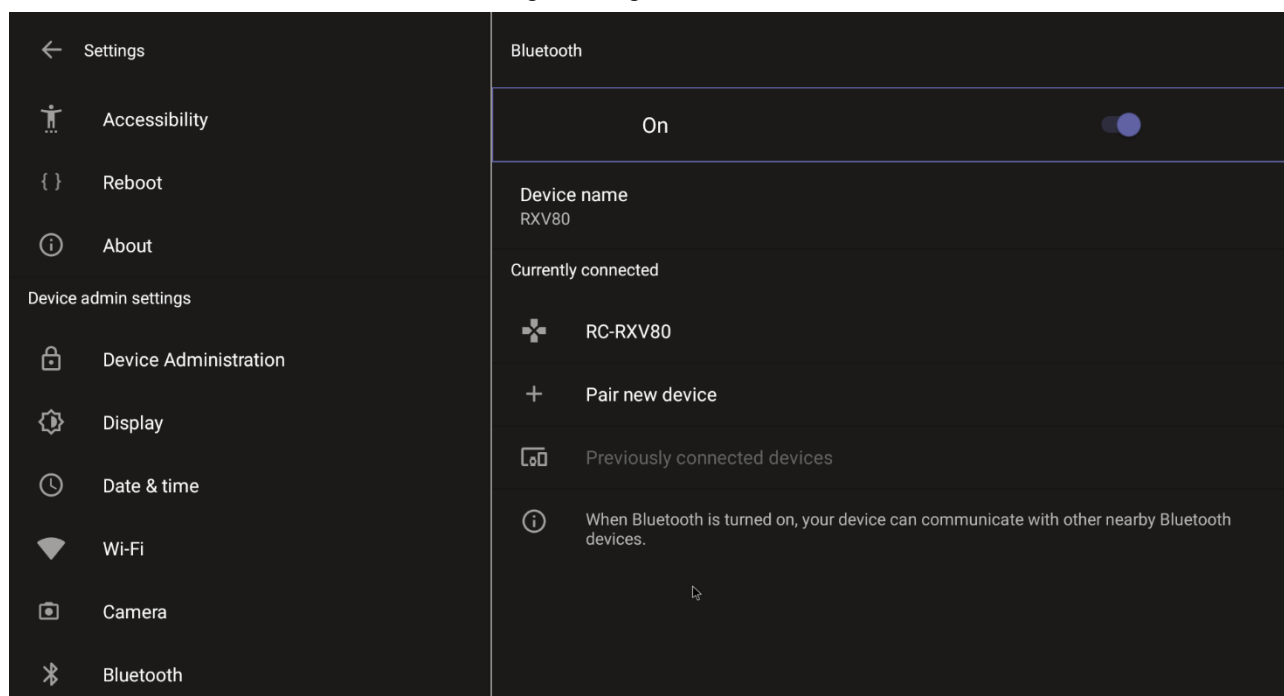 Settings
Accessibility
Reboot
About
Device admin settings
Device Administration
Display
Date & time
Wi-Fi
Camera
Bluetooth
Bluetooth
On
Device name
RXV80
Currently connected
RC-RXV80
Pair new device
Previously connected devices
When Bluetooth is turned on, your device can communicate with other nearby Bluetooth
devices.